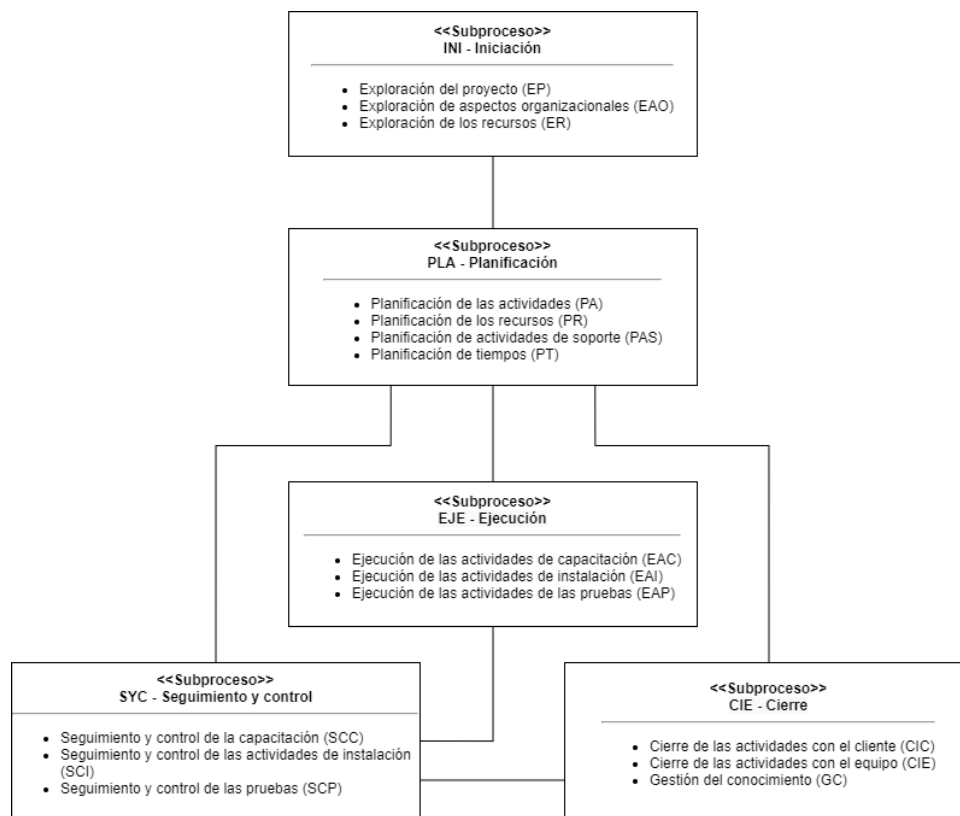 <<Subproceso>>
INI - Iniciación
Exploración del proyecto (EP)
Exploración de aspectos organizacionales (EAO)
Exploración de los recursos (ER)
<<Subproceso>>
PLA - Planificación
Planificación de las actividades (PA)
Planificación de los recursos (PR)
Planificación de actividades de soporte (PAS)
Planificación de tiempos (PT)
<<Subproceso>>
EJE - Ejecución
Ejecución de las actividades de capacitación (EAC)
Ejecución de las actividades de instalación (EAI)
Ejecución de las actividades de las pruebas (EAP)
<<Subproceso>>
SYC - Seguimiento y control
Seguimiento y control de la capacitación (SCC)
Seguimiento y control de las actividades de instalación
(SCI)
Seguimiento y control de las pruebas (SCP)
<<Subproceso>>
CIE - Cierre
Cierre de las actividades con el cliente (CIC)
Cierre de las actividades con el equipo (CIE)
Gestión del conocimiento (GC)